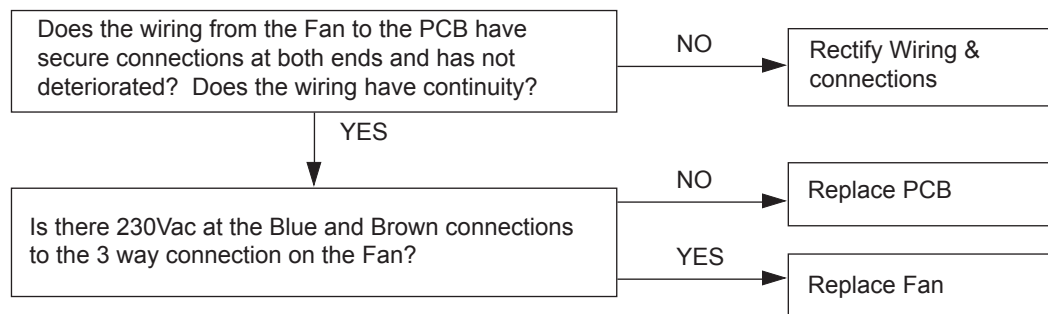 Does the wiring from the Fan to the PCB have
secure connections at both ends and has not
deteriorated?  Does the wiring have continuity?
NO
Rectify Wiring &
connections
YES
Is there 230Vac at the Blue and Brown connections
to the 3 way connection on the Fan?
NO
Replace PCB
YES
Replace Fan